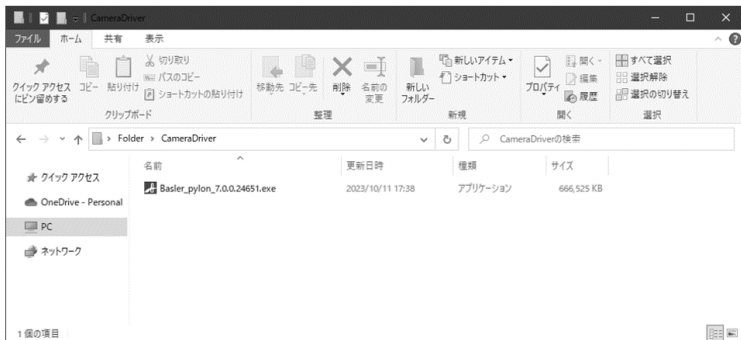 CameraDriver
ファイル ホーム 共有 表示
クイック アクセス
にピン留めする
コピー
貼り付け
切り取り
パスのコピー
ショートカットの貼り付け
クリップボード
移動先
コピー先
削除
名前の
変更
整理
新しい
フォルダー
新しいアイテム
ショートカット
新規
プロパティ
開く
編集
履歴
開く
すべて選択
選択解除
選択の切り替え
選択
Folder CameraDriver
CameraDriverの検索
名前 更新日時 種類 サイズ
Basler_pylon_7.0.0.24651.exe 2023/10/11 17:38 アプリケーション 666,525 KB
クイック アクセス
OneDrive - Personal
PC
ネットワーク
1 個の項目